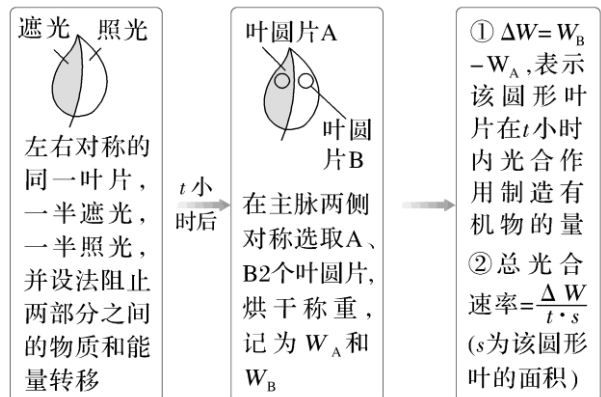 遮光 照光
左右对称的
同一叶片，
一半遮光，
一半照光，
并设法阻止
两部分之间
的物质和能
量转移
t小
时后
叶圆片A
叶圆
片B
在主脉两侧
对称选取A、
B2个叶圆片,
烘干称重，
记为W_A和
W_B
① ΔW=W_B
-W_A,表示
该圆形叶
片在t小时
内光合作
用制造有
机物的量
②总光合
速率=ΔW/(t·s)
(s为该圆形
叶的面积)